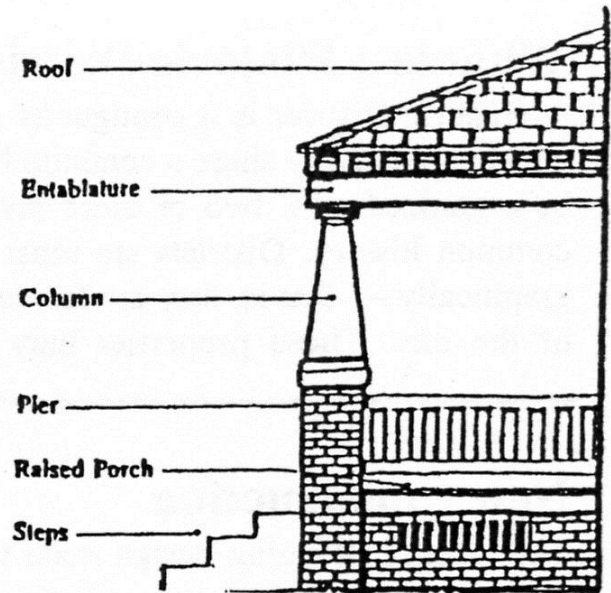 Roof
Entablature
Column
Pier
Raised Porch
Steps